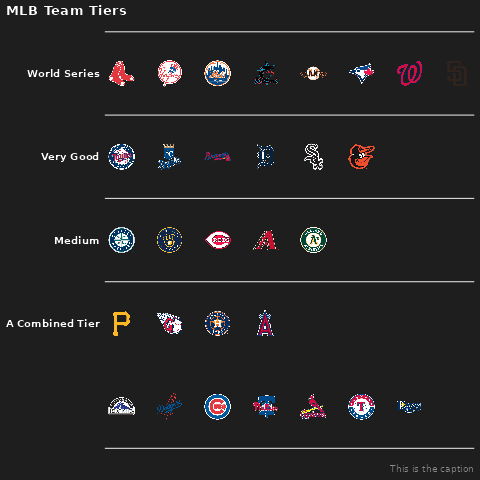 MLB Team Tiers
World Series
Very Good
Medium
A Combined Tier
This is the caption